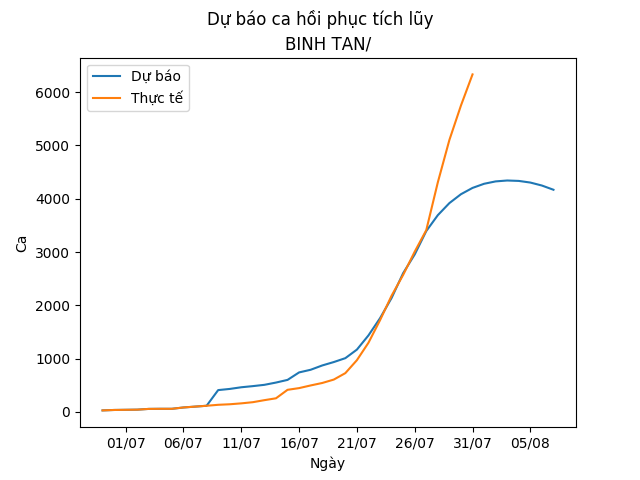 Dự báo ca hồi phục tích lũy
BINH TAN/
Dự báo
Thực tế
6000
5000
4000
3000
2000
1000
0
Ca
01/07 06/07 11/07 16/07 21/07 26/07 31/07 05/08
Ngày